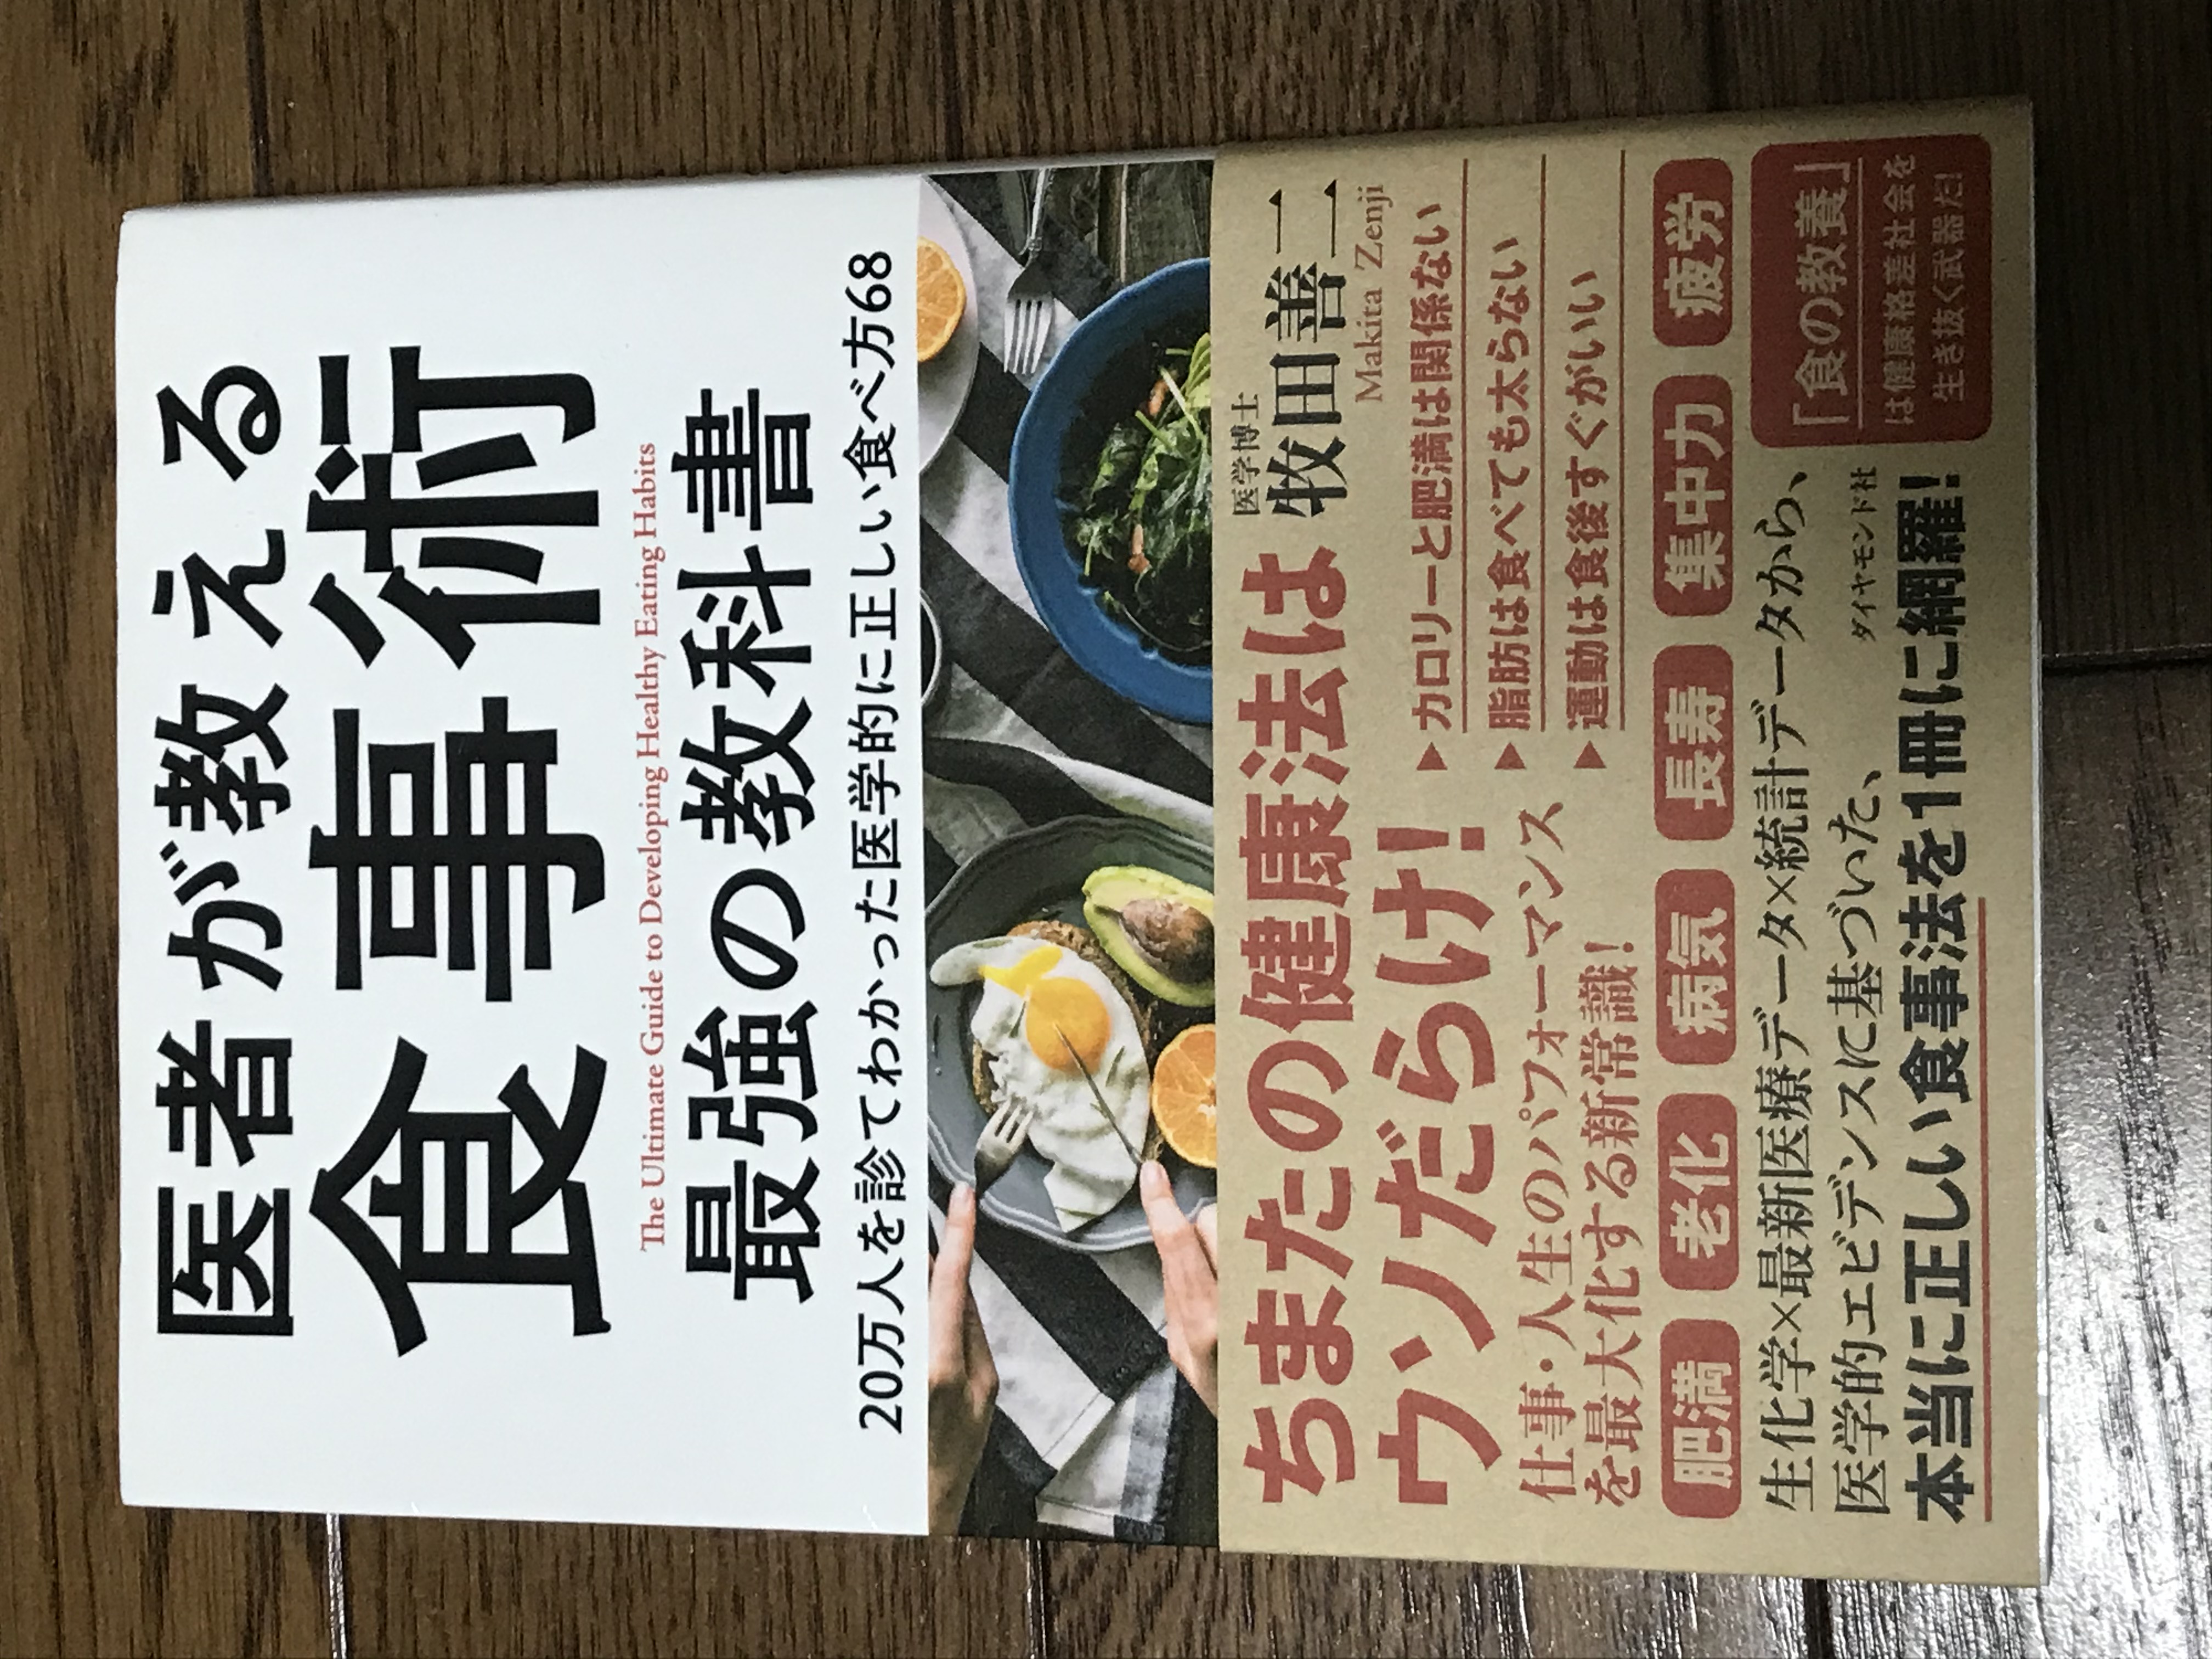 医者が教える
食事術
The Ultimate Guide to Developing Healthy Eating Habits
最強の教科書
20万人を診てわかった医学的に正しい食べ方68
ちまたの健康法は
ウソだらけ!
仕事・人生のパフォーマンス
を最大化する新常識!
医学博士
牧田善二
Makita Zenji
▶カロリーと肥満は関係ない
▶脂肪は食べても太らない
▶運動は食後すぐがいい
肥満 老化 病気 長寿 集中力 疲労
生化学×最新医療データ×統計データから、
医学的エビデンスに基づいた、
本当に正しい食事法を1冊に網羅!
ダイヤモンド社
「食の教養」
は健康格差社会を
生き抜く武器だ!